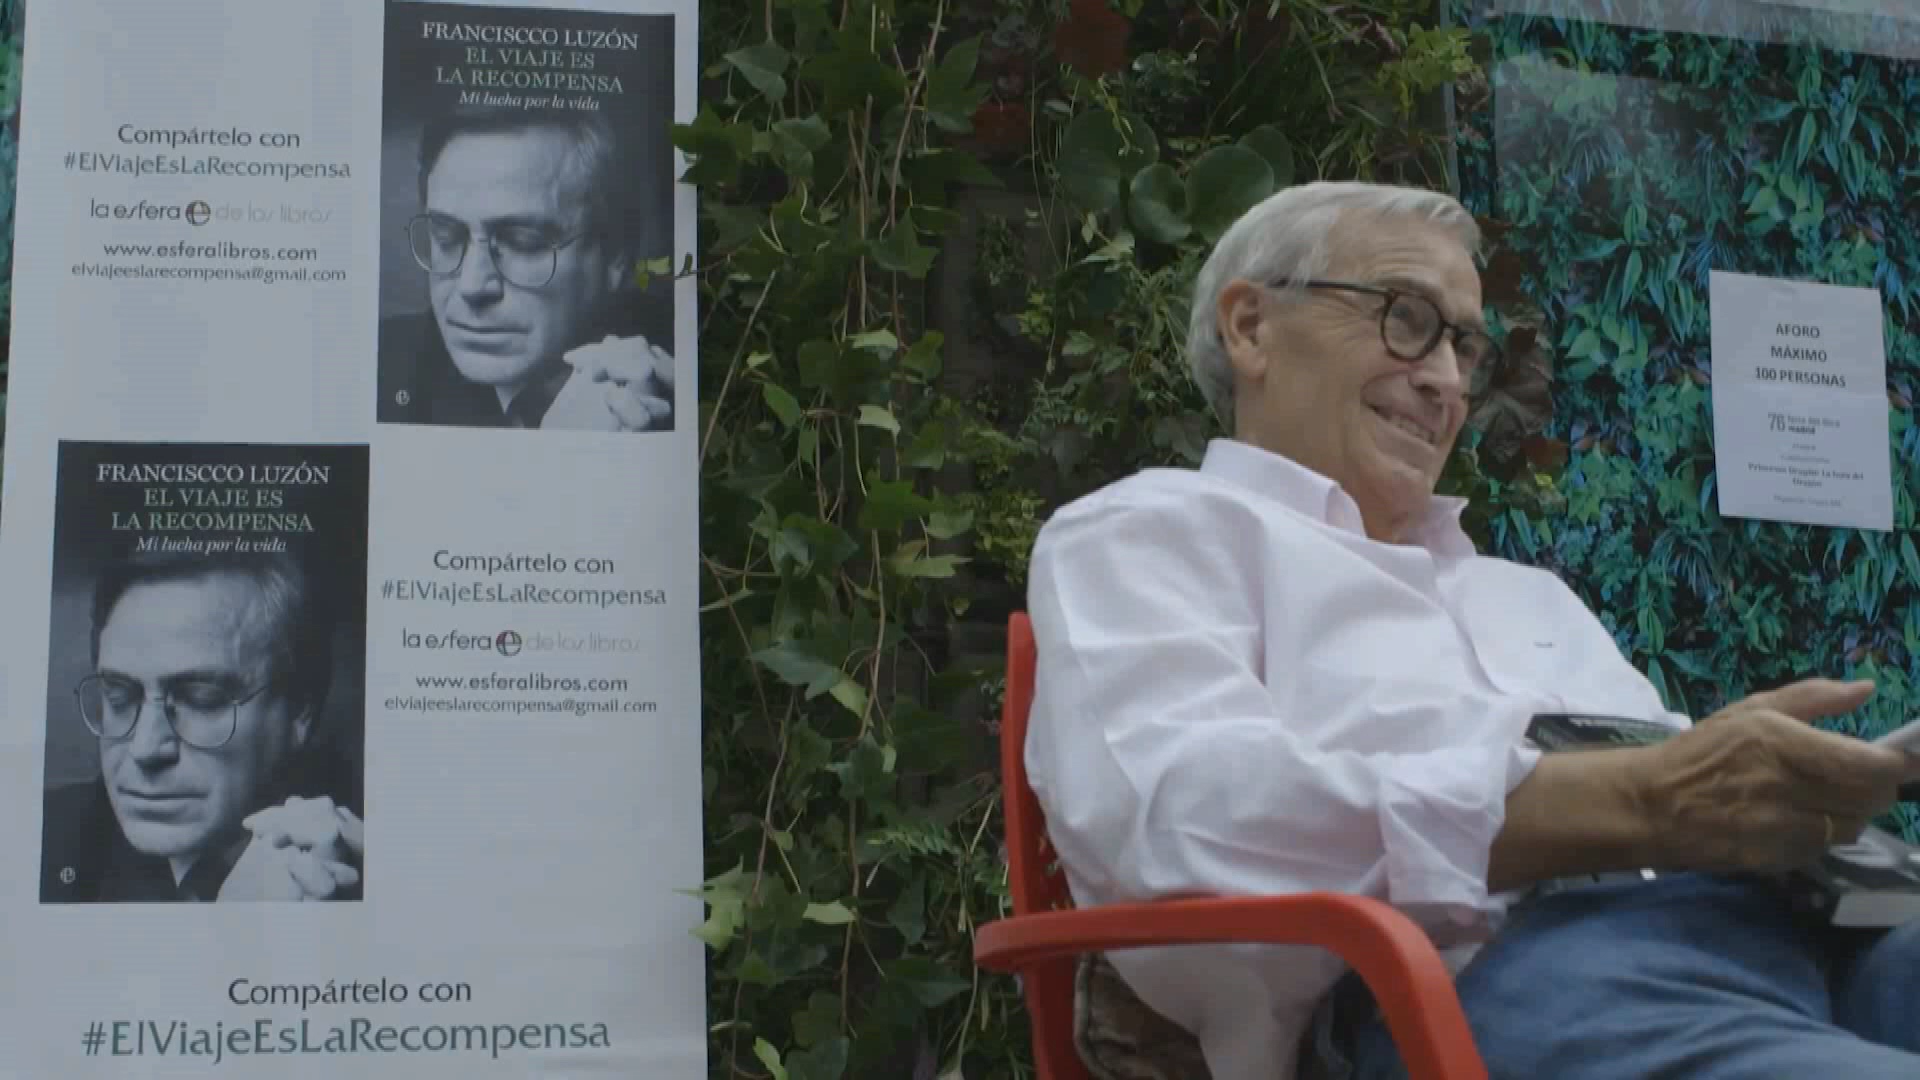 FRANCISCCO LUZÓN
EL VIAJE ES
LA RECOMPENSA
Mi lucha por la vida
Compártelo con
#ElViajeEsLaRecompensa
la esfera de los libros
www.esferalibros.com
elviajeeslarecompensa@gmail.com
FRANCISCCO LUZÓN
EL VIAJE ES
LA RECOMPENSA
Mi lucha por la vida
Compártelo con
#ElViajeEsLaRecompensa
la esfera de los libros
www.esferalibros.com
elviajeeslarecompensa@gmail.com
Compártelo con
#ElViajeEsLaRecompensa
AFORO
MÁXIMO
100 PERSONAS
76
madrid